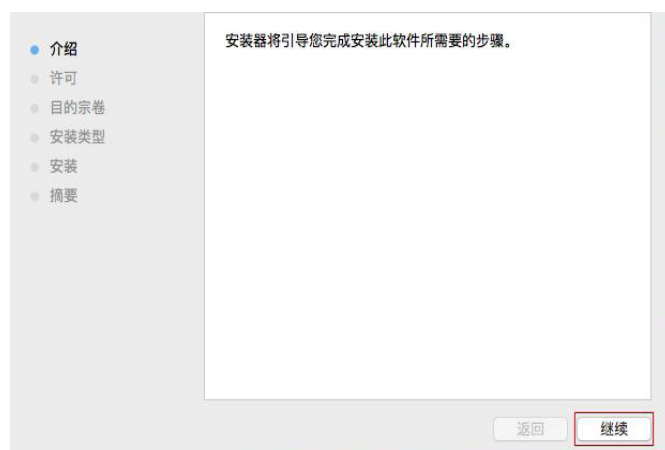 介绍
许可
目的宗卷
安装类型
安装
摘要
安装器将引导您完成安装此软件所需要的步骤。
返回
继续